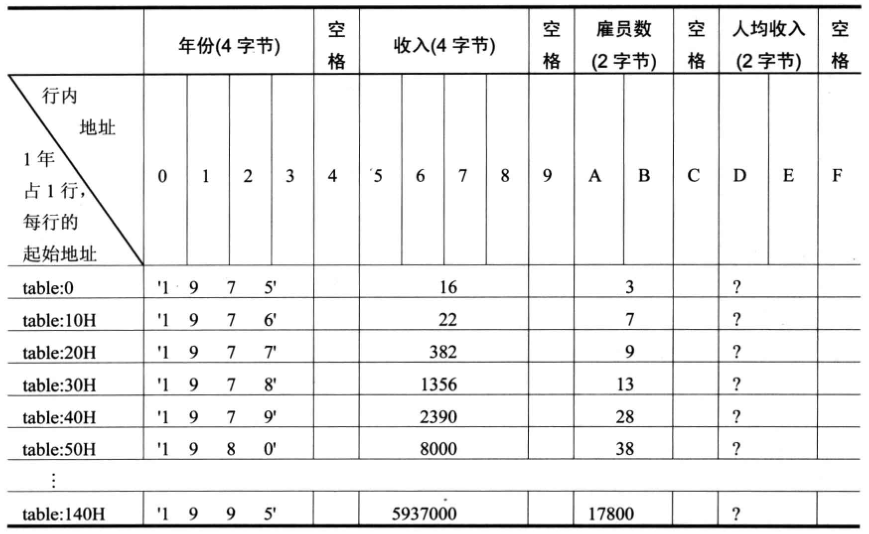 年份(4 字节) 空格 收入(4 字节) 空格 雇员数(2 字节) 空格 人均收入(2 字节) 空格
行内地址
1 年占 1 行，每行的起始地址
0 1 2 3 4 5 6 7 8 9 A B C D E F
table:0 '1 9 7 5' 16 3 ?
table:10H '1 9 7 6' 22 7 ?
table:20H '1 9 7 7' 382 9 ?
table:30H '1 9 7 8' 1356 13 ?
table:40H '1 9 7 9' 2390 28 ?
table:50H '1 9 8 0' 8000 38 ?
⋮
table:140H '1 9 9 5' 5937000 17800 ?